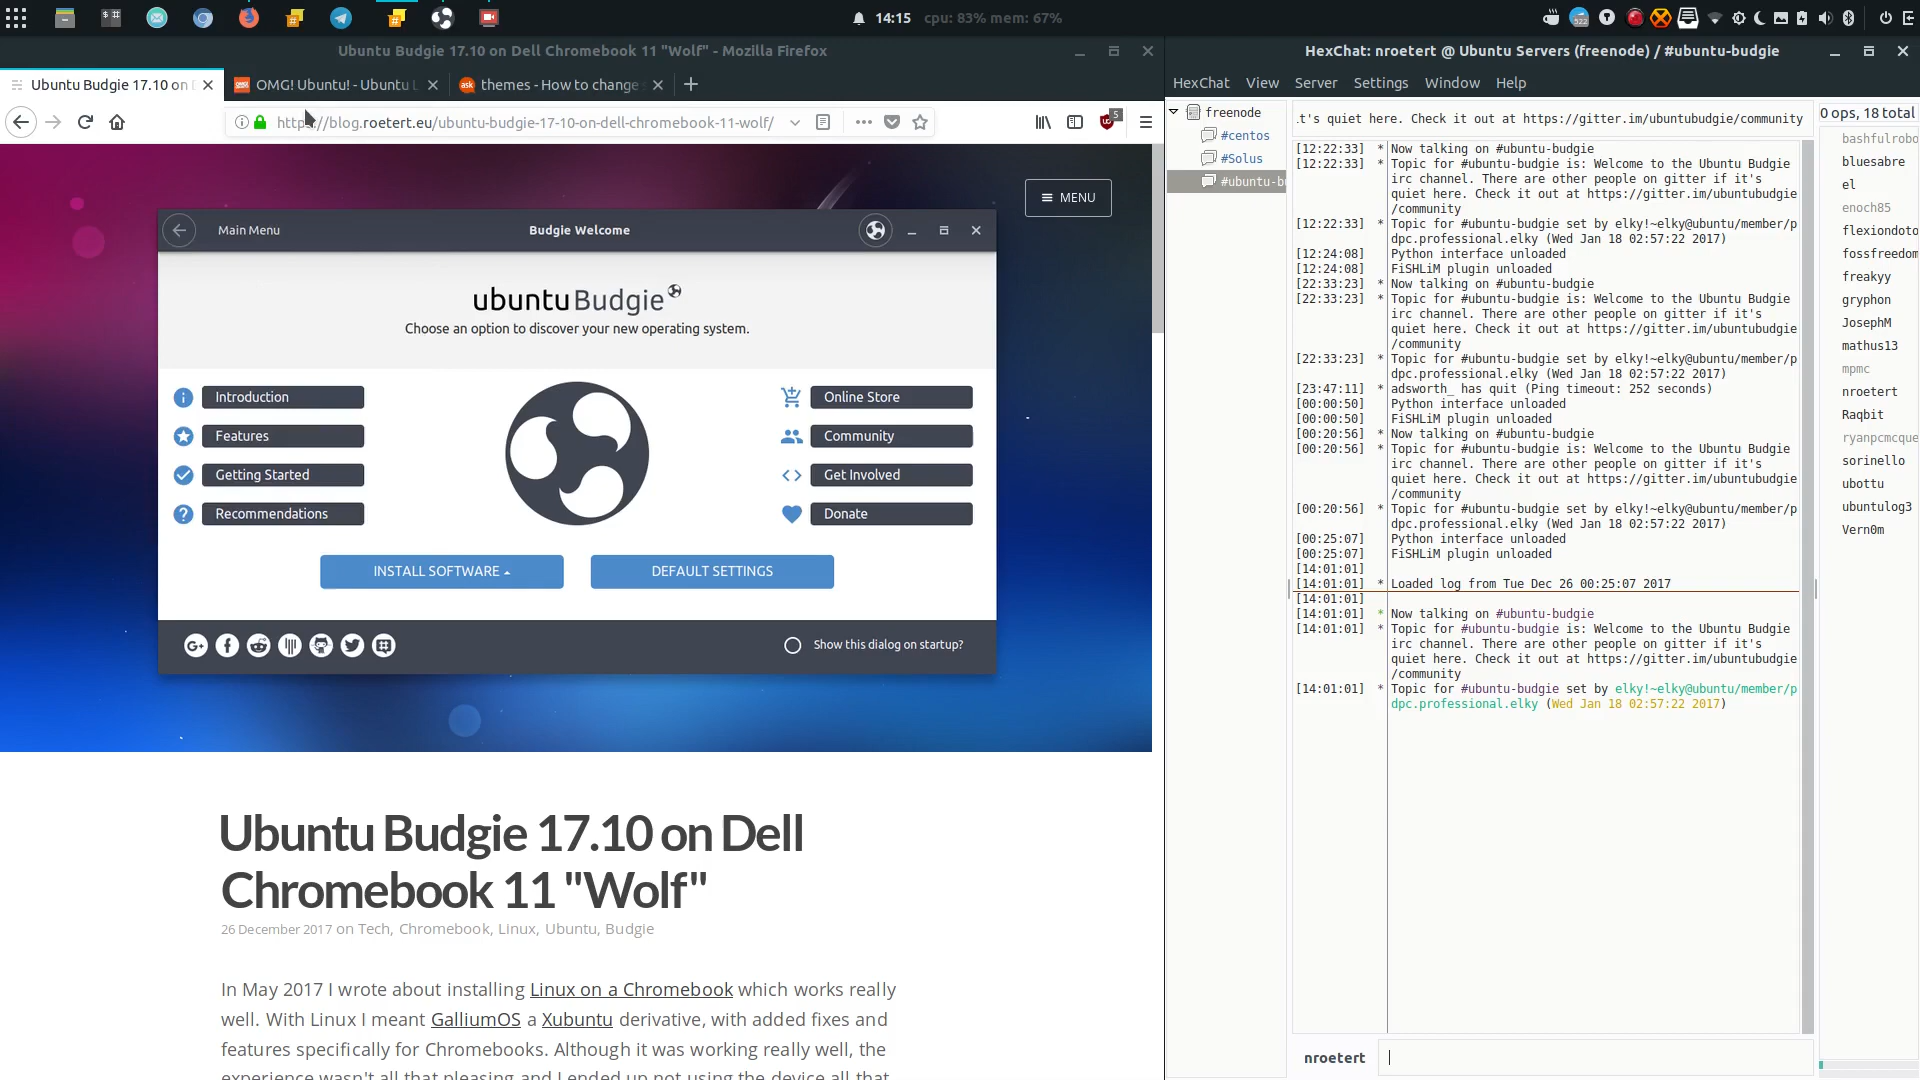 14:15 cpu: 83% mem: 67%
522
Ubuntu Budgie 17.10 on Dell Chromebook 11 "Wolf" - Mozilla Firefox
Ubuntu Budgie 17.10 on D
OMG! Ubuntu! - Ubuntu L
themes - How to change
https://blog.roetert.eu/ubuntu-budgie-17-10-on-dell-chromebook-11-wolf/
5
MENU
Main Menu
Budgie Welcome
ubuntu Budgie
Choose an option to discover your new operating system.
Introduction
Online Store
Features
Community
Getting Started
Get Involved
Recommendations
Donate
INSTALL SOFTWARE
DEFAULT SETTINGS
Show this dialog on startup?
Ubuntu Budgie 17.10 on Dell
Chromebook 11 "Wolf"
26 December 2017 on Tech, Chromebook, Linux, Ubuntu, Budgie
In May 2017 I wrote about installing Linux on a Chromebook which works really
well. With Linux I meant GalliumOS a Xubuntu derivative, with added fixes and
features specifically for Chromebooks. Although it was working really well, the
experience wasn't all that pleasing and I ended up not using the device all that
HexChat: nroetert @ Ubuntu Servers (freenode) / #ubuntu-budgie
HexChat View Server Settings Window Help
freenode
#centos
#Solus
#ubuntu-bu
.t's quiet here. Check it out at https://gitter.im/ubuntubudgie/community
[12:22:33] * Now talking on #ubuntu-budgie
[12:22:33] * Topic for #ubuntu-budgie is: Welcome to the Ubuntu Budgie
irc channel. There are other people on gitter if it's
quiet here. Check it out at https://gitter.im/ubuntubudgie
/community
[12:22:33] * Topic for #ubuntu-budgie set by elky!~elky@ubuntu/member/p
dpc.professional.elky (Wed Jan 18 02:57:22 2017)
[12:24:08] Python interface unloaded
[12:24:08] FiSHLiM plugin unloaded
[22:33:23] * Now talking on #ubuntu-budgie
[22:33:23] * Topic for #ubuntu-budgie is: Welcome to the Ubuntu Budgie
irc channel. There are other people on gitter if it's
quiet here. Check it out at https://gitter.im/ubuntubudgie
/community
[22:33:23] * Topic for #ubuntu-budgie set by elky!~elky@ubuntu/member/p
dpc.professional.elky (Wed Jan 18 02:57:22 2017)
[23:47:11] * adsworth_ has quit (Ping timeout: 252 seconds)
[00:00:50] Python interface unloaded
[00:00:50] FiSHLiM plugin unloaded
[00:20:56] * Now talking on #ubuntu-budgie
[00:20:56] * Topic for #ubuntu-budgie is: Welcome to the Ubuntu Budgie
irc channel. There are other people on gitter if it's
quiet here. Check it out at https://gitter.im/ubuntubudgie
/community
[00:20:56] * Topic for #ubuntu-budgie set by elky!~elky@ubuntu/member/p
dpc.professional.elky (Wed Jan 18 02:57:22 2017)
[00:25:07] Python interface unloaded
[00:25:07] FiSHLiM plugin unloaded
[14:01:01]
[14:01:01] * Loaded log from Tue Dec 26 00:25:07 2017
[14:01:01]
[14:01:01] * Now talking on #ubuntu-budgie
[14:01:01] * Topic for #ubuntu-budgie is: Welcome to the Ubuntu Budgie
irc channel. There are other people on gitter if it's
quiet here. Check it out at https://gitter.im/ubuntubudgie
/community
[14:01:01] * Topic for #ubuntu-budgie set by elky!~elky@ubuntu/member/p
dpc.professional.elky (Wed Jan 18 02:57:22 2017)
nroetert
0 ops, 18 total
bashfulrobo
bluesabre
el
enoch85
flexiondoto
fossfreedom
freakyy
gryphon
JosephM
mathus13
mpmc
nroetert
Raqbit
ryanpcmcque
sorinello
ubottu
ubuntulog3
Vern0m